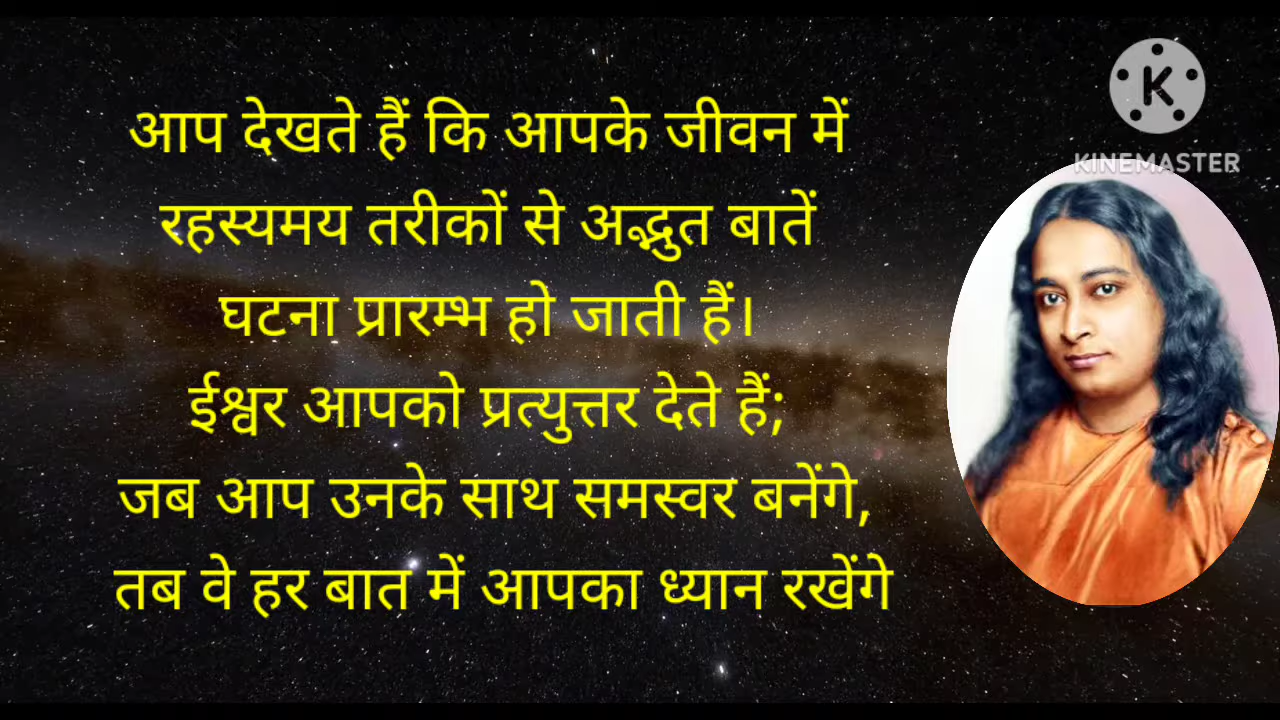 आप देखते हैं कि आपके जीवन में
रहस्यमय तरीकों से अद्भुत बातें
घटना प्रारम्भ हो जाती हैं।
ईश्वर आपको प्रत्युत्तर देते हैं;
जब आप उनके साथ समस्वर बनेंगे,
तब वे हर बात में आपका ध्यान रखेंगे
K
KINEMASTER